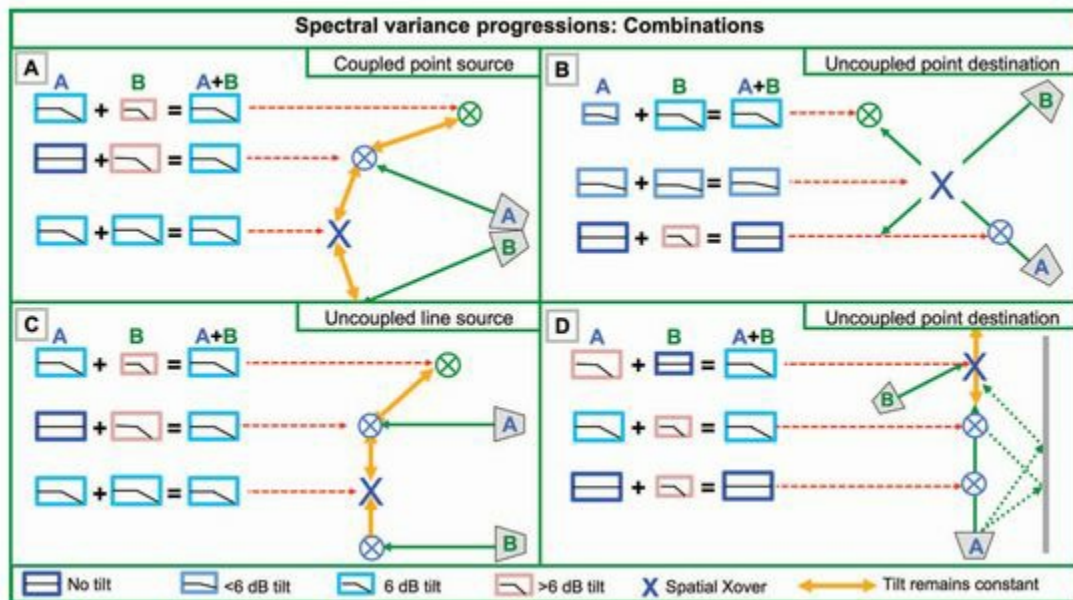 Spectral variance progressions: Combinations
A
Coupled point source
A B A+B
+ =
+ =
+ =
X
A
B
B
Uncoupled point destination
A B A+B
+ =
+ =
+ =
B
X
A
C
Uncoupled line source
A B A+B
+ =
+ =
+ =
A
X
B
D
Uncoupled point destination
A B A+B
+ =
+ =
+ =
X
B
A
No tilt <6 dB tilt 6 dB tilt >6 dB tilt X Spatial Xover Tilt remains constant